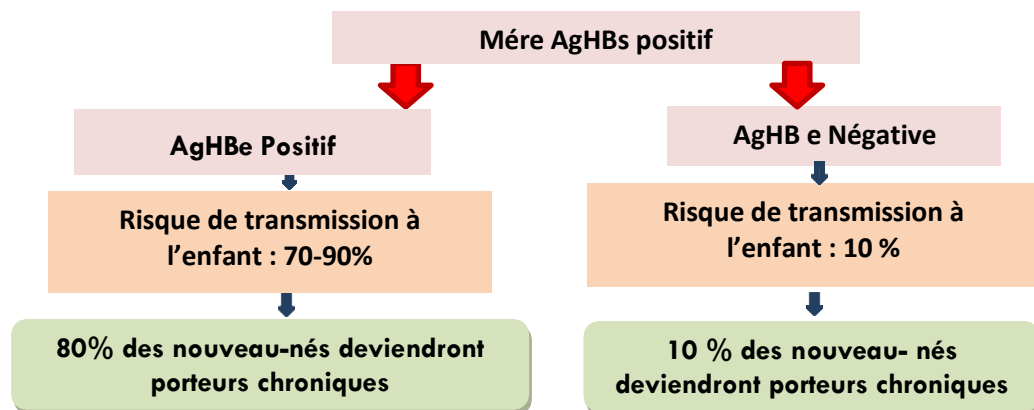 Mére AgHBs positif
AgHBe Positif
Risque de transmission à
l’enfant : 70-90%
80% des nouveau-nés deviendront
porteurs chroniques
AgHB e Négative
Risque de transmission à
l’enfant : 10 %
10 % des nouveau- nés
deviendront porteurs chroniques